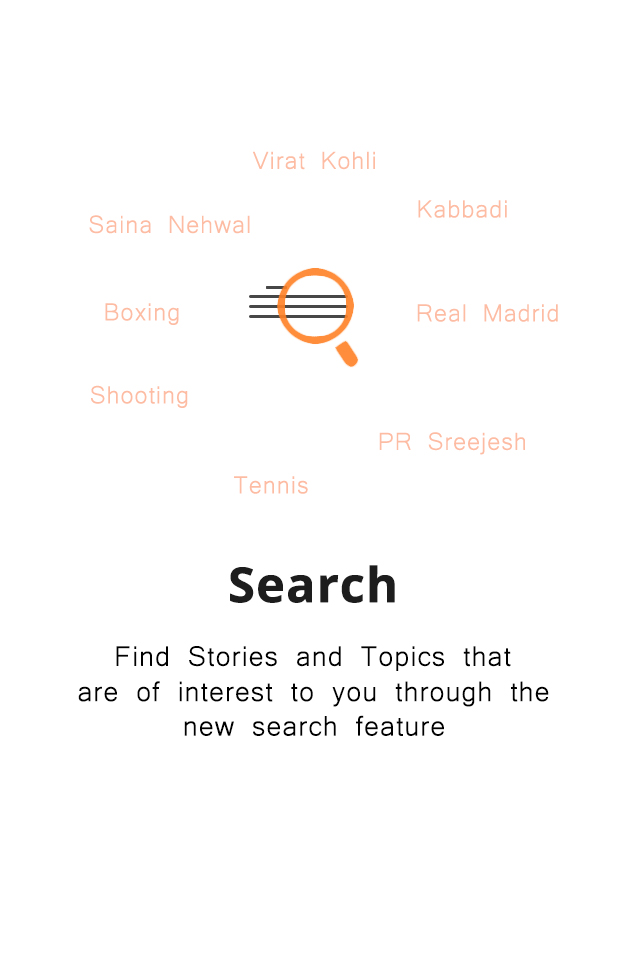 Virat Kohli
Kabbadi
Saina Nehwal
Boxing
Real Madrid
Shooting
PR Sreejesh
Tennis
Search
Find Stories and Topics that
are of interest to you through the
new search feature